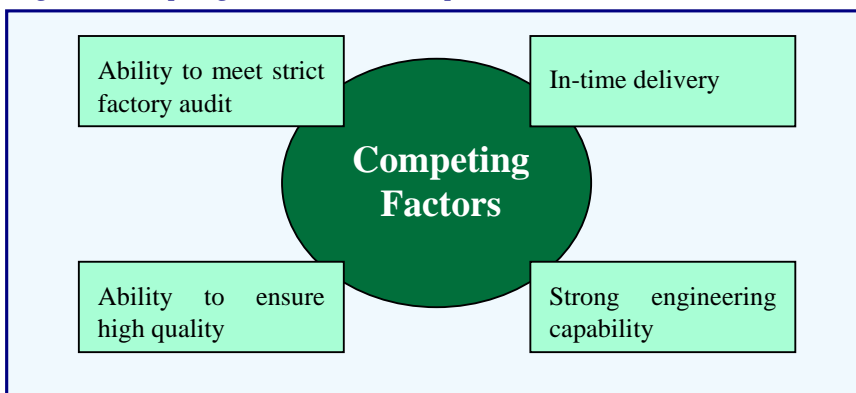 Ability to meet strict
factory audit
In-time delivery
Competing
Factors
Ability to ensure
high quality
Strong engineering
capability